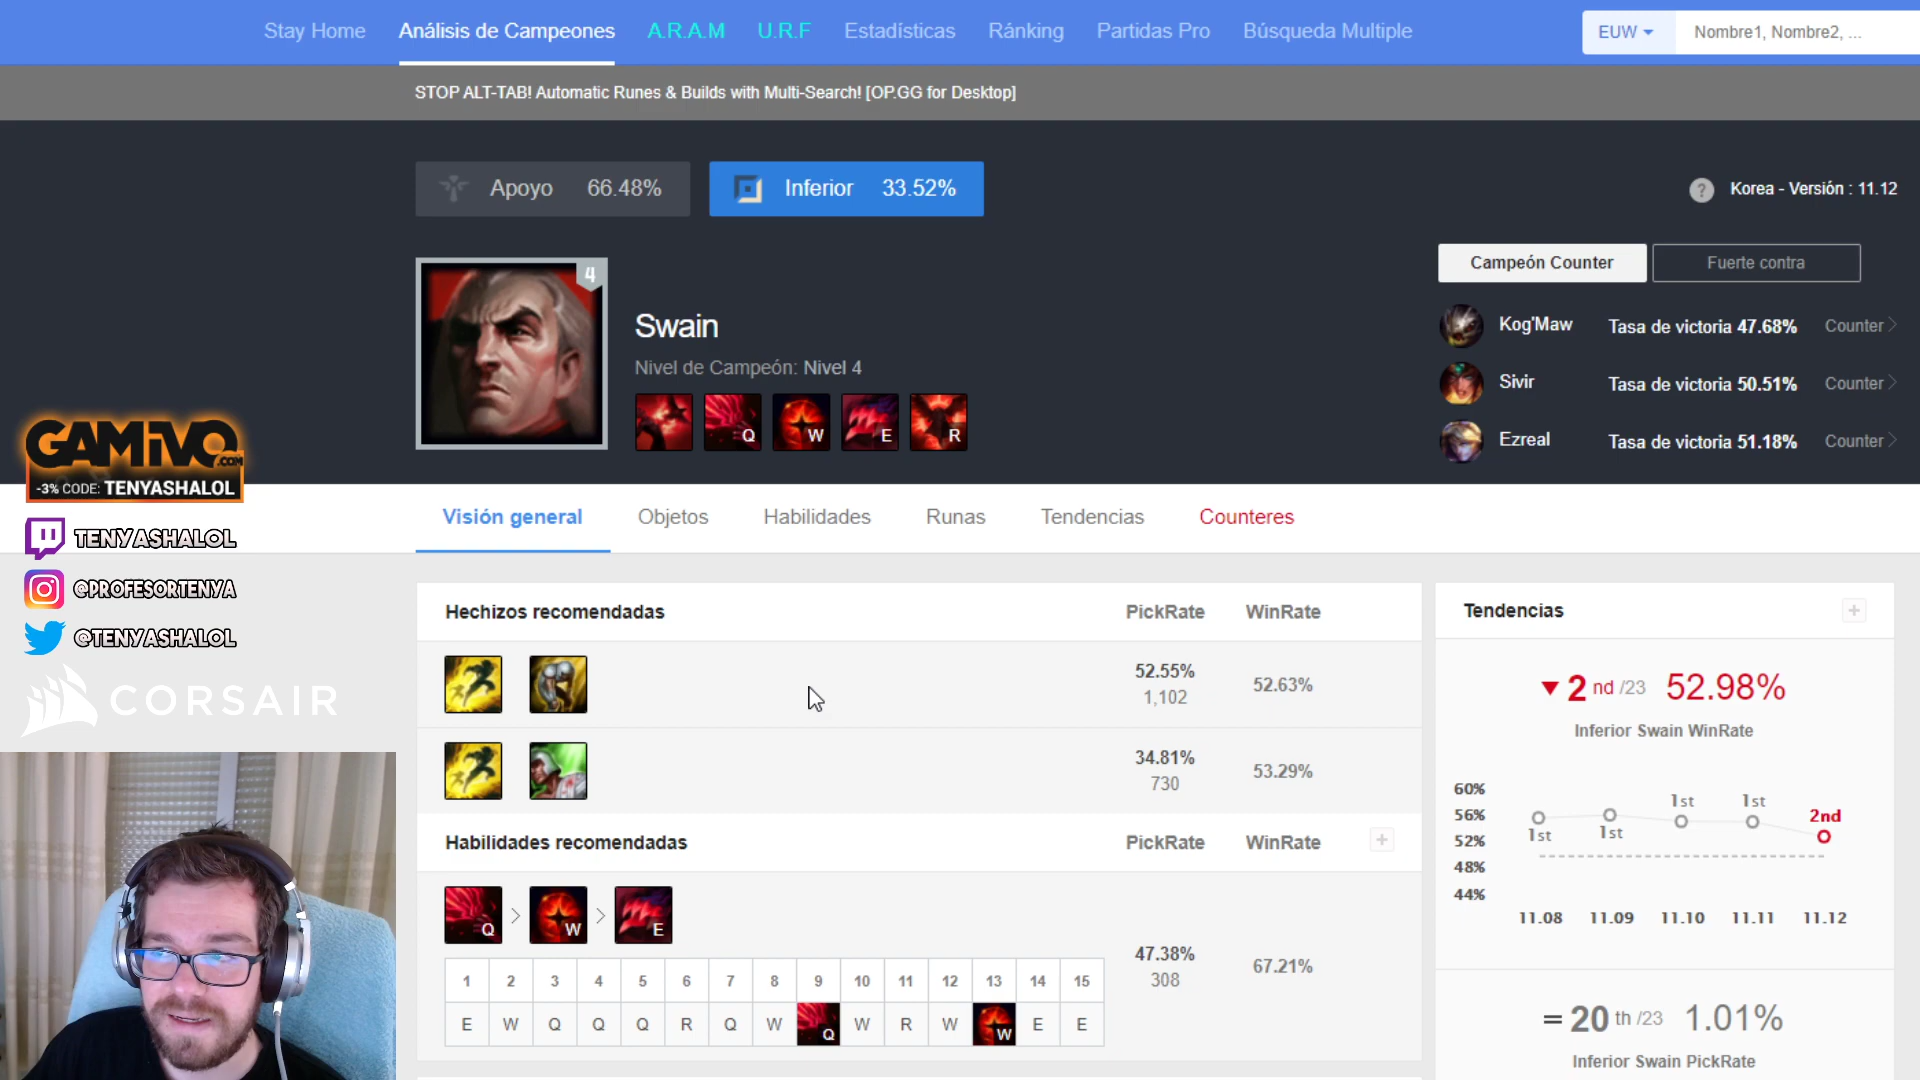 Stay Home Análisis de Campeones A.R.A.M U.R.F Estadísticas Ránking Partidas Pro Búsqueda Multiple EUW Nombre1, Nombre2, ...
STOP ALT-TAB! Automatic Runes & Builds with Multi-Search! [OP.GG for Desktop]
Apoyo 66.48% Inferior 33.52%
? Korea - Versión : 11.12
4
Swain
Nivel de Campeón: Nivel 4
Q W E R
Campeón Counter Fuerte contra
Kog'Maw Tasa de victoria 47.68% Counter
Sivir Tasa de victoria 50.51% Counter
Ezreal Tasa de victoria 51.18% Counter
GAMIVO.COM
-3% CODE: TENYASHALOL
TENYASHALOL
@PROFESORTENYA
@TENYASHALOL
CORSAIR
Visión general Objetos Habilidades Runas Tendencias Counteres
Hechizos recomendadas PickRate WinRate
52.55%
1,102
52.63%
34.81%
730
53.29%
Habilidades recomendadas PickRate WinRate +
Q W E
47.38%
308
67.21%
1 2 3 4 5 6 7 8 9 10 11 12 13 14 15
E W Q Q Q R Q W Q W R W W E E
Tendencias +
2 nd /23 52.98%
Inferior Swain WinRate
60%
56%
52%
48%
44%
1st 1st 1st 1st 2nd
11.08 11.09 11.10 11.11 11.12
= 20 th /23 1.01%
Inferior Swain PickRate